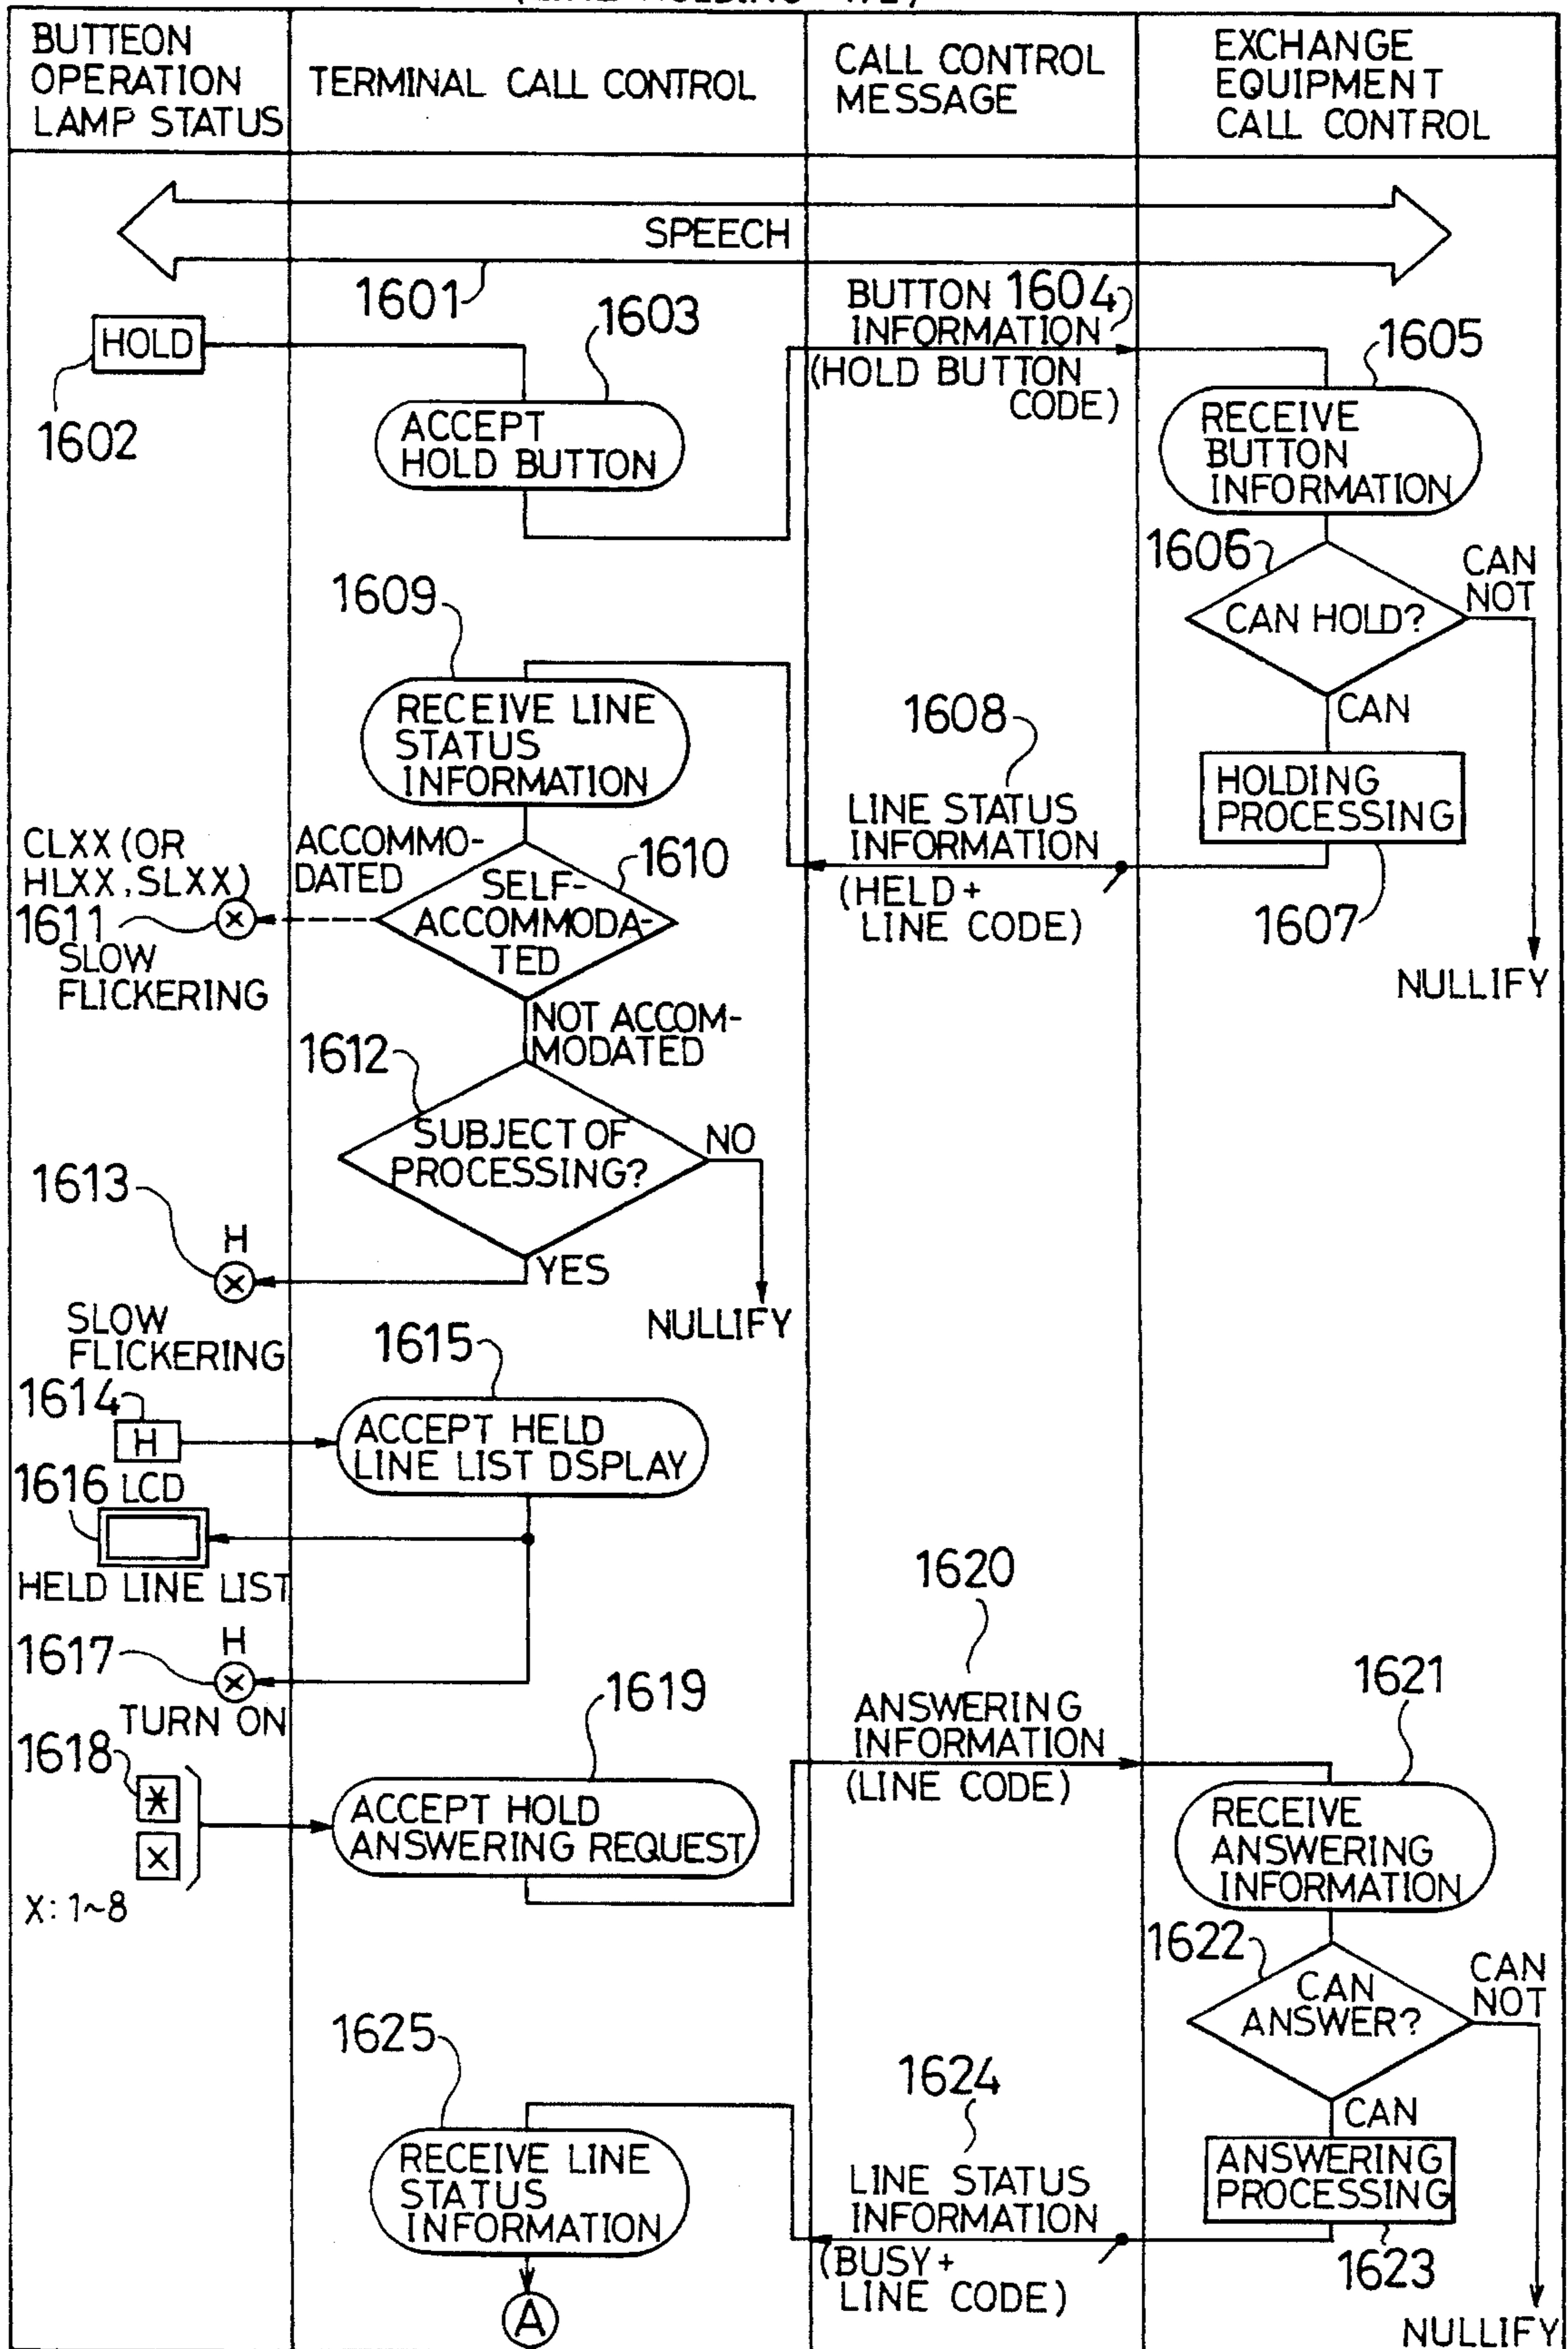 BUTTEON
OPERATION
LAMP STATUS
TERMINAL CALL CONTROL
CALL CONTROL
MESSAGE
EXCHANGE
EQUIPMENT
CALL CONTROL
SPEECH
1601
HOLD
1602
1603
ACCEPT
HOLD BUTTON
BUTTON 1604
INFORMATION
(HOLD BUTTON
CODE)
1605
RECEIVE
BUTTON
INFORMATION
1606
CAN HOLD?
CAN
NOT
CAN
NULLIFY
HOLDING
PROCESSING
1607
1608
LINE STATUS
INFORMATION
(HELD+
LINE CODE)
1609
RECEIVE LINE
STATUS
INFORMATION
1610
SELF-
ACCOMMODA-
TED
ACCOMMO-
DATED
CLXX (OR
HLXX, SLXX)
1611
SLOW
FLICKERING
NOT ACCOM-
MODATED
1612
SUBJECT OF
PROCESSING?
NO
NULLIFY
YES
1613
H
SLOW
FLICKERING
1614
H
1615
ACCEPT HELD
LINE LIST DSPLAY
1616 LCD
HELD LINE LIST
1617
H
TURN ON
1618
*
X
X: 1~8
1619
ACCEPT HOLD
ANSWERING REQUEST
1620
ANSWERING
INFORMATION
(LINE CODE)
1621
RECEIVE
ANSWERING
INFORMATION
1622
CAN
ANSWER?
CAN
NOT
CAN
NULLIFY
ANSWERING
PROCESSING
1623
1624
LINE STATUS
INFORMATION
(BUSY+
LINE CODE)
1625
RECEIVE LINE
STATUS
INFORMATION
A